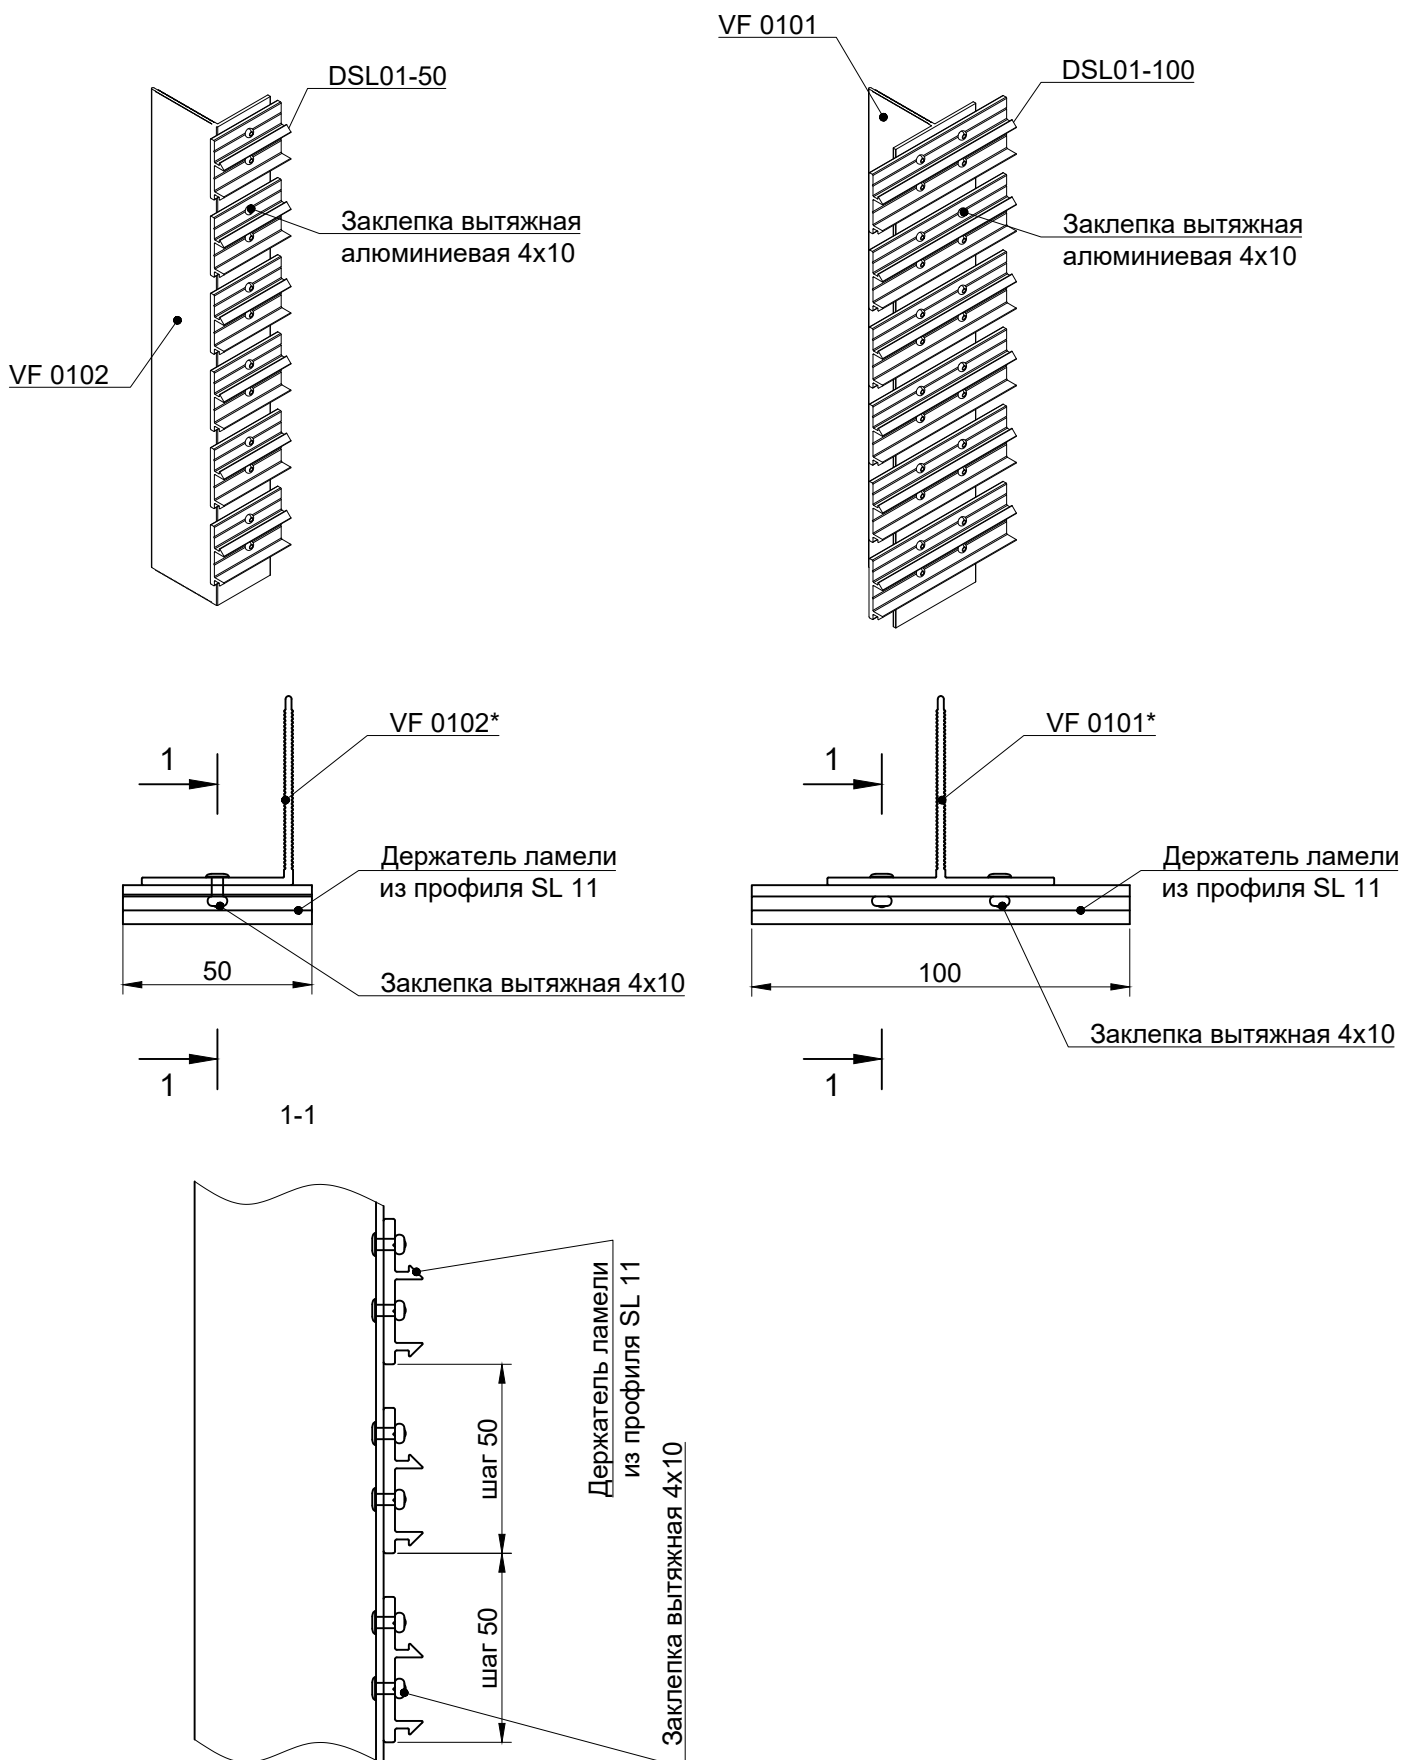 VF 0101
DSL01-50
DSL01-100
Заклепка вытяжная
алюминиевая 4х10
Заклепка вытяжная
алюминиевая 4х10
VF 0102
VF 0102*
VF 0101*
1
1
Держатель ламели
из профиля SL 11
Держатель ламели
из профиля SL 11
50
100
Заклепка вытяжная 4х10
Заклепка вытяжная 4х10
1
1
1-1
Держатель ламели
из профиля SL 11
шаг 50
шаг 50
Заклепка вытяжная 4х10